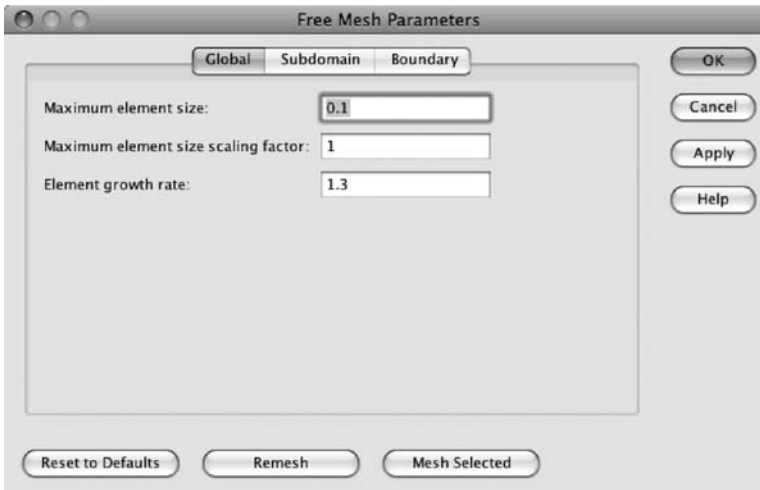 Free Mesh Parameters
Global Subdomain Boundary
OK
Maximum element size: 0.1
Cancel
Maximum element size scaling factor: 1
Apply
Element growth rate: 1.3
Help
Reset to Defaults Remesh Mesh Selected